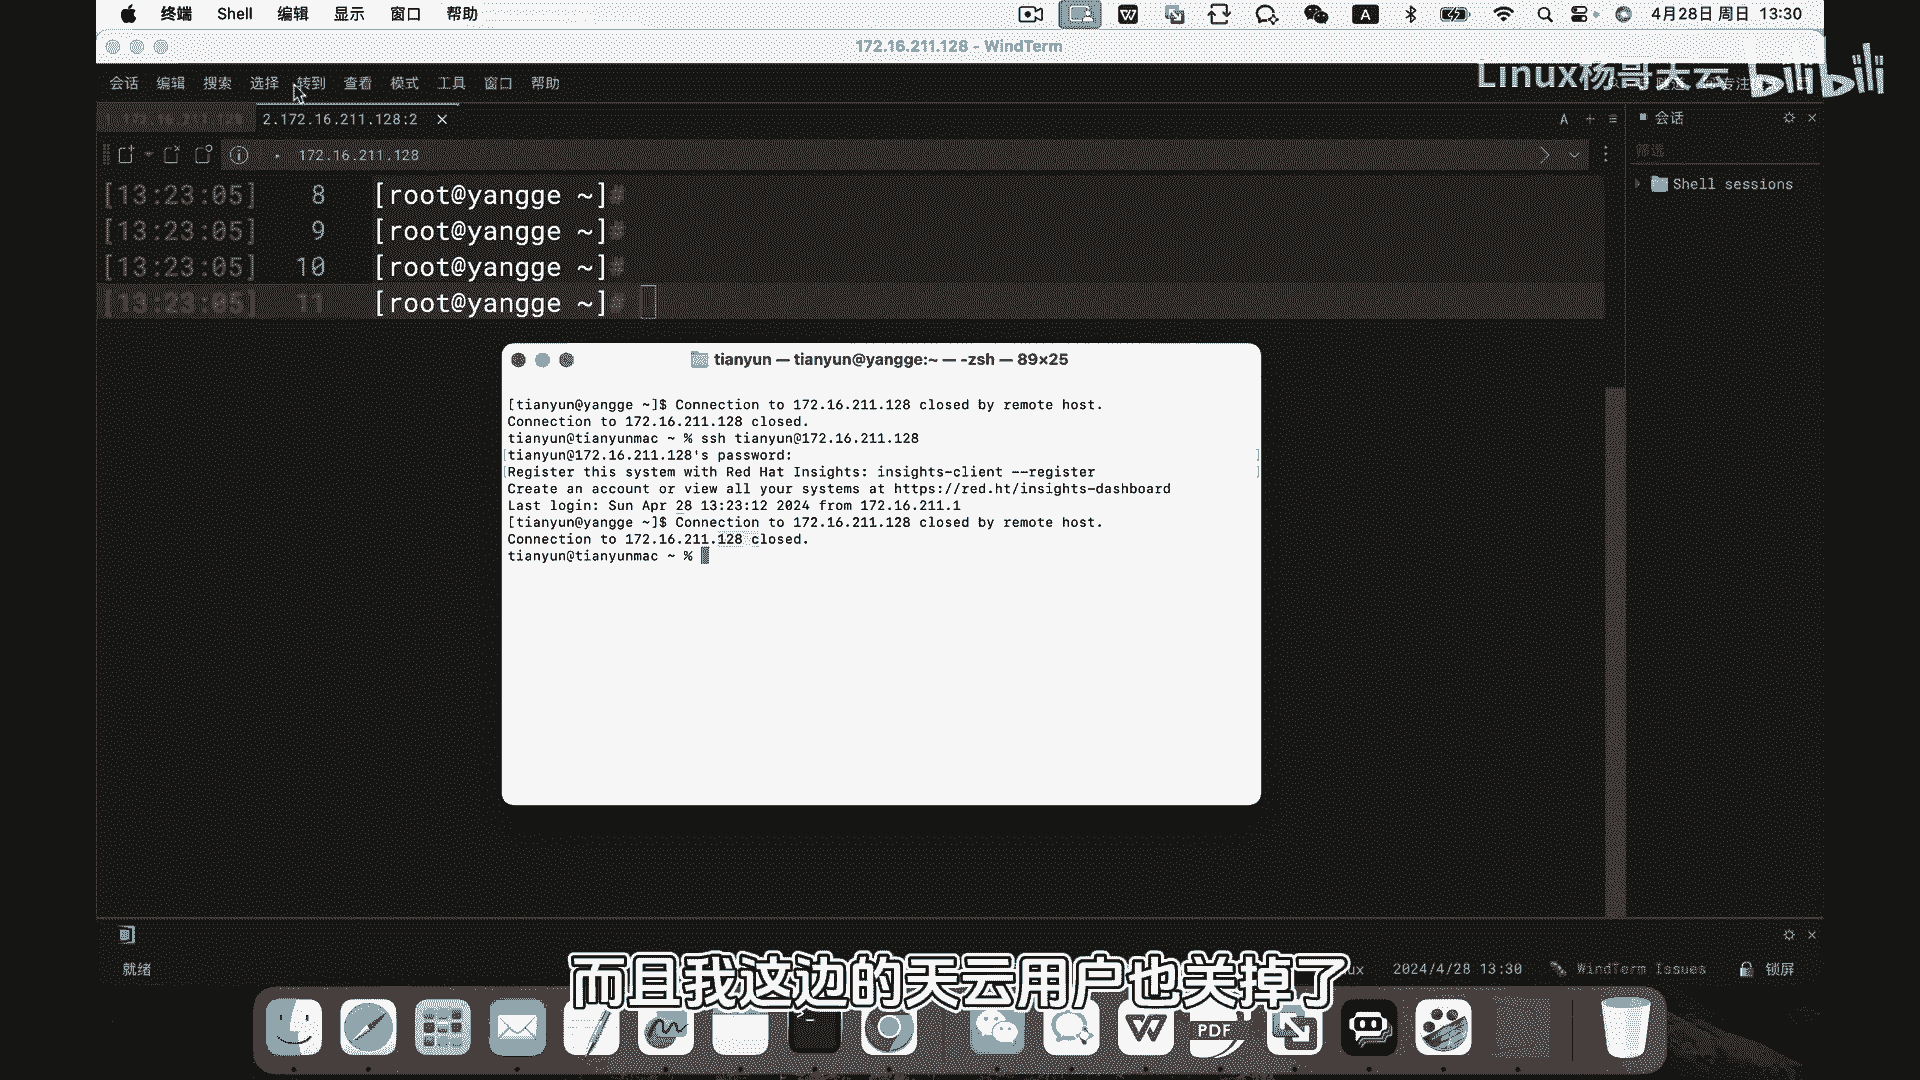 终端 Shell 编辑 显示 窗口 帮助
4月28日 周日 13:30
172.16.211.128 - WindTerm
会话 编辑 搜索 选择 转到 查看 模式 工具 窗口 帮助
Linux杨哥天云 bilibili
1.172.16.211.128
2.172.16.211.128:2
会话
172.16.211.128
筛选
Shell sessions
[13:23:05] 8 [root@yangge ~]#
[13:23:05] 9 [root@yangge ~]#
[13:23:05] 10 [root@yangge ~]#
[13:23:05] 11 [root@yangge ~]#
tianyun — tianyun@yangge:~ — -zsh — 89×25
[tianyun@yangge ~]$ Connection to 172.16.211.128 closed by remote host.
Connection to 172.16.211.128 closed.
tianyun@tianyunmac ~ % ssh tianyun@172.16.211.128
tianyun@172.16.211.128's password:
Register this system with Red Hat Insights: insights-client --register
Create an account or view all your systems at https://red.ht/insights-dashboard
Last login: Sun Apr 28 13:23:12 2024 from 172.16.211.1
[tianyun@yangge ~]$ Connection to 172.16.211.128 closed by remote host.
Connection to 172.16.211.128 closed.
tianyun@tianyunmac ~ %
就绪
2024/4/28 13:30 WindTerm Issues 锁屏
而且我这边的天云用户也关掉了
PDF